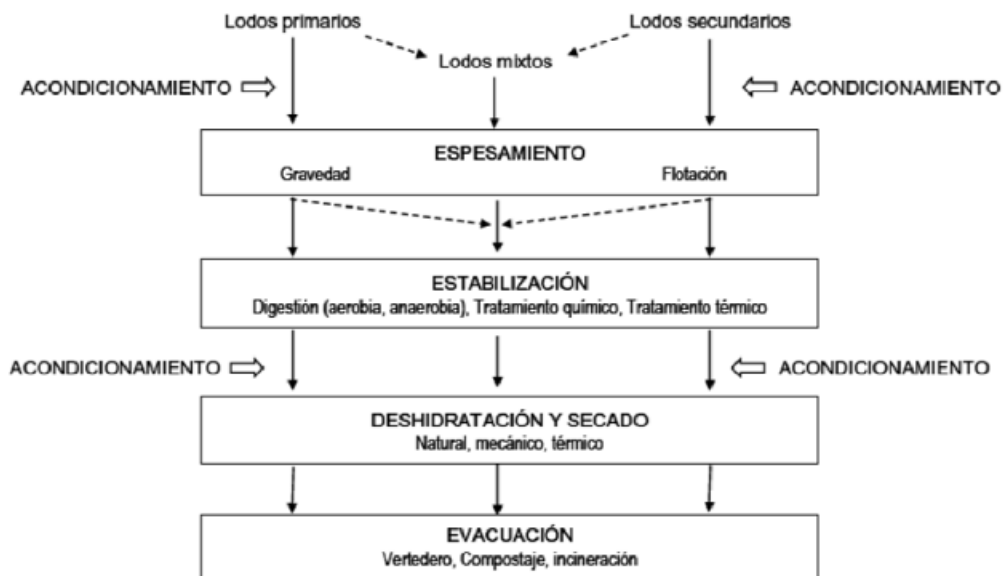 Lodos primarios
Lodos secundarios
Lodos mixtos
ACONDICIONAMIENTO
ACONDICIONAMIENTO
ESPESAMIENTO
Gravedad
Flotación
ESTABILIZACIÓN
Digestión (aerobia, anaerobia), Tratamiento químico, Tratamiento térmico
ACONDICIONAMIENTO
ACONDICIONAMIENTO
DESHIDRATACIÓN Y SECADO
Natural, mecánico, térmico
EVACUACIÓN
Vertedero, Compostaje, incineración